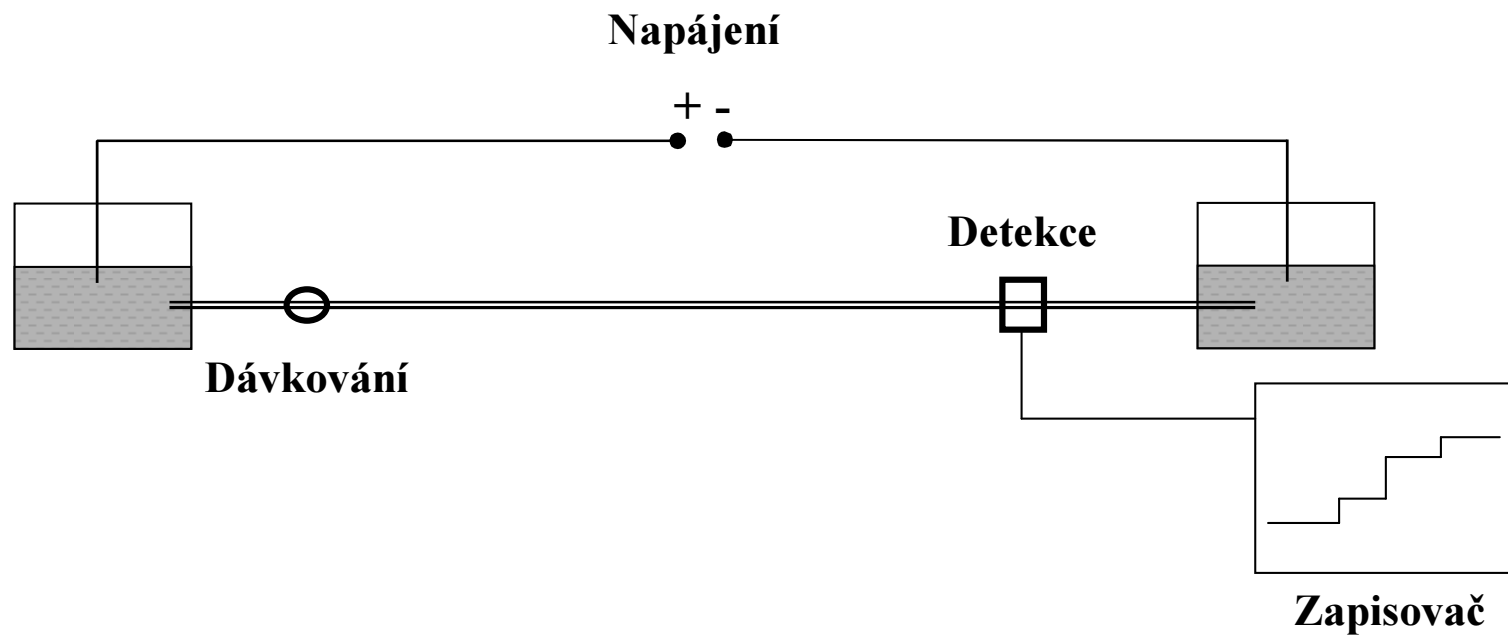 Napájení
+ -
Detekce
Dávkování
Zapisovač